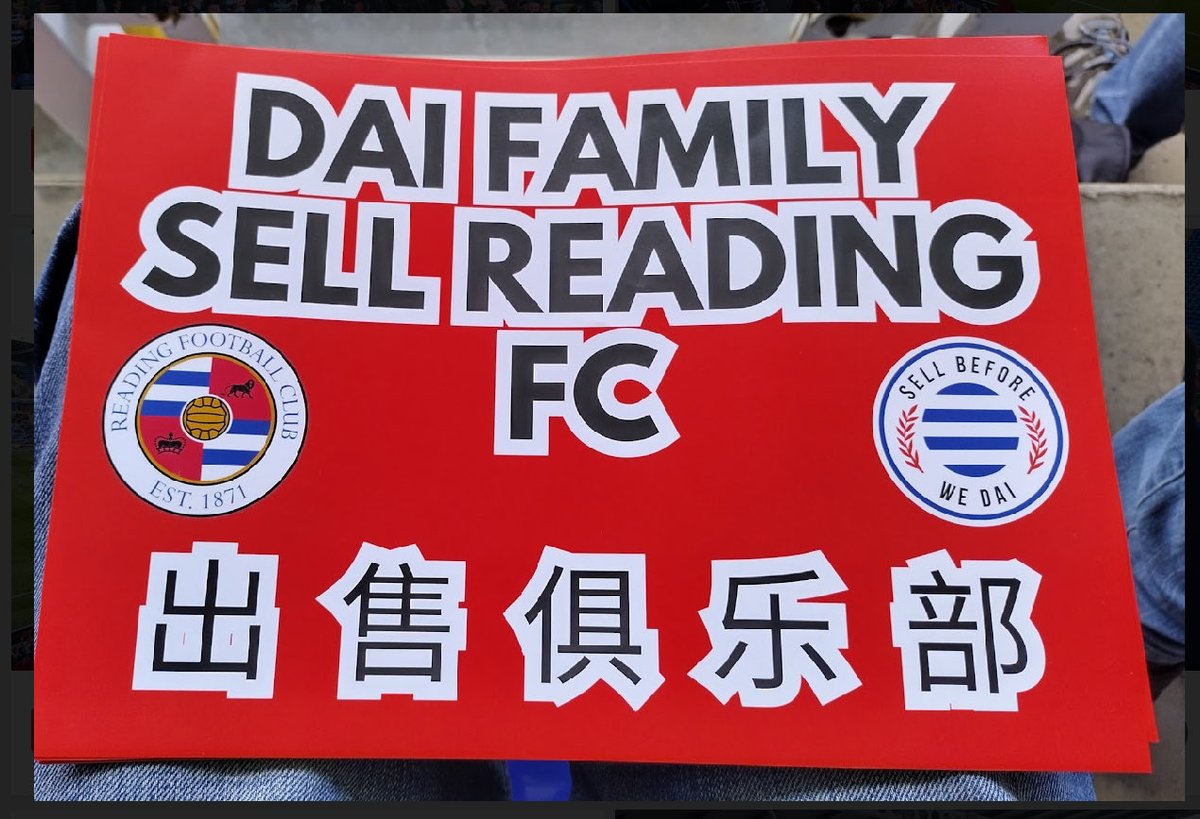 DAI FAMILY
SELL READING
FC
READING FOOTBALL CLUB
EST. 1871
SELL BEFORE
WE DAI
出售俱乐部